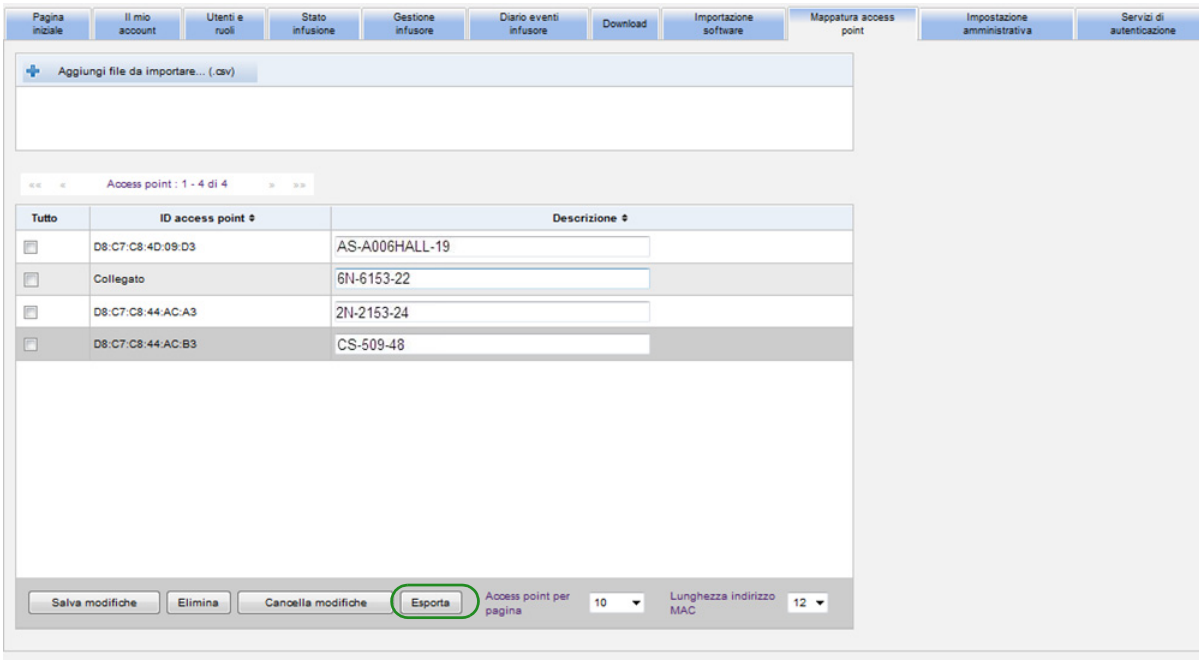 Pagina iniziale
Il mio account
Utenti e ruoli
Stato infusione
Gestione infusore
Diario eventi infusore
Download
Importazione software
Mappatura access point
Impostazione amministrativa
Servizi di autenticazione
Aggiungi file da importare... (.csv)
«« « Access point : 1 - 4 di 4 » »»
Tutto ID access point Descrizione
D8:C7:C8:4D:09:D3 AS-A006HALL-19
Collegato 6N-6153-22
D8:C7:C8:44:AC:A3 2N-2153-24
D8:C7:C8:44:AC:B3 CS-509-48
Salva modifiche
Elimina
Cancella modifiche
Esporta
Access point per pagina
10
Lunghezza indirizzo MAC
12